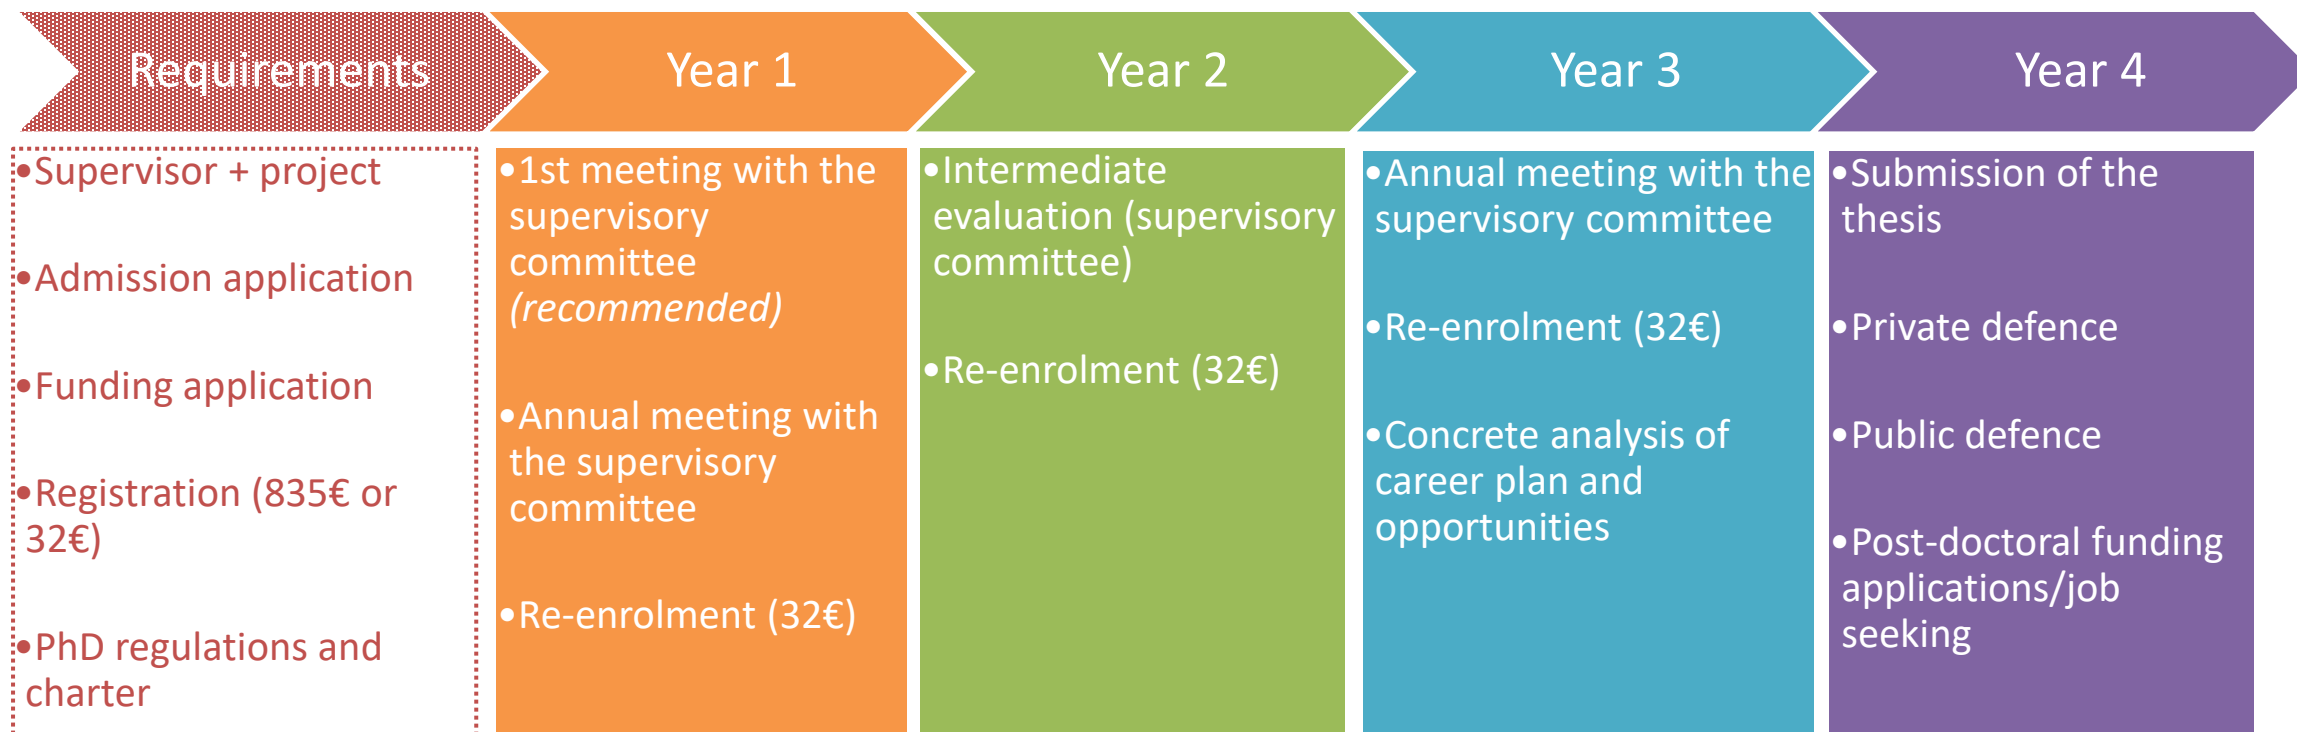 Requirements
•Supervisor + project
•Admission application
•Funding application
•Registration (835€ or
32€)
•PhD regulations and
charter
Year 1
•1st meeting with the
supervisory
committee
(recommended)
•Annual meeting with
the supervisory
committee
•Re-enrolment (32€)
Year 2
•Intermediate
evaluation (supervisory
committee)
•Re-enrolment (32€)
Year 3
•Annual meeting with the
supervisory committee
•Re-enrolment (32€)
•Concrete analysis of
career plan and
opportunities
Year 4
•Submission of the
thesis
•Private defence
•Public defence
•Post-doctoral funding
applications/job
seeking